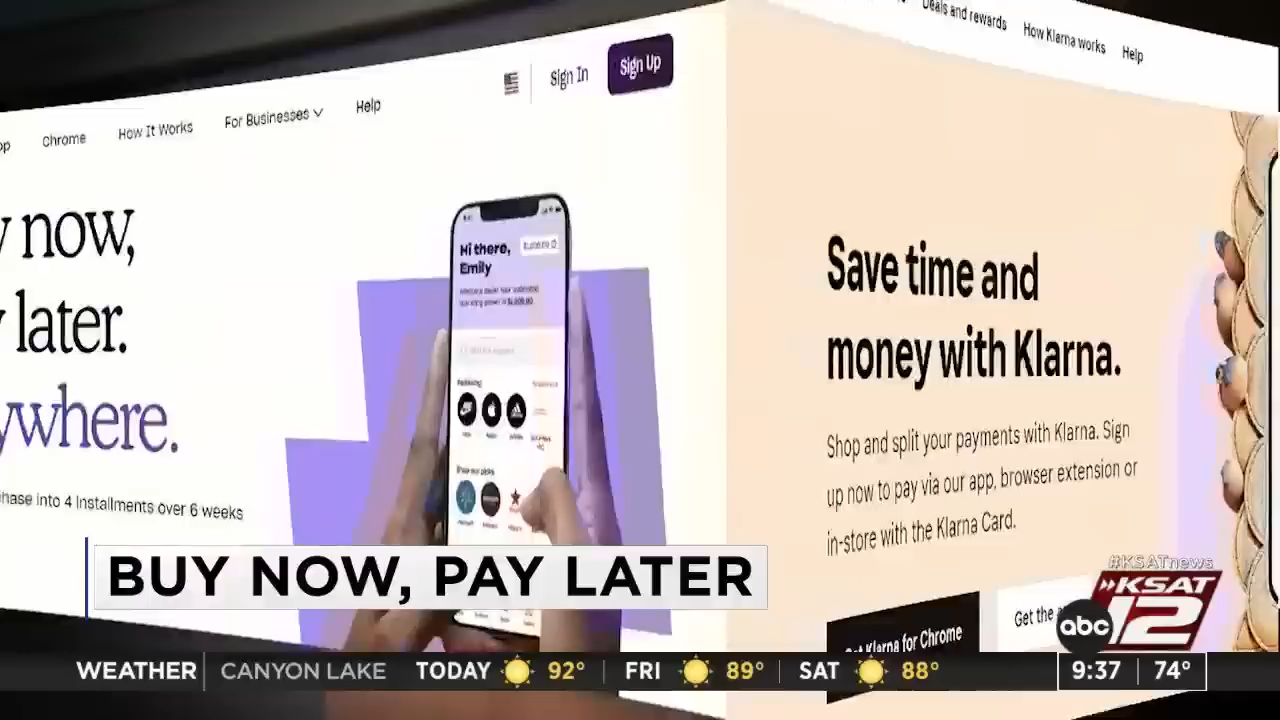 Sign In
Sign Up
Chrome
How It Works
For Businesses
Help
now,
later.
ywhere.
into 4 Installments over 6 weeks
Hi there,
Emily
Deals and rewards
How Klarna works
Help
Save time and
money with Klarna.
Shop and split your payments with Klarna. Sign
up now to pay via our app, browser extension or
in-store with the Klarna Card.
Klarna for Chrome
Get the
BUY NOW, PAY LATER
#KSATnews
KSAT
abc 12
WEATHER CANYON LAKE TODAY 92° FRI 89° SAT 88° 9:37 74°